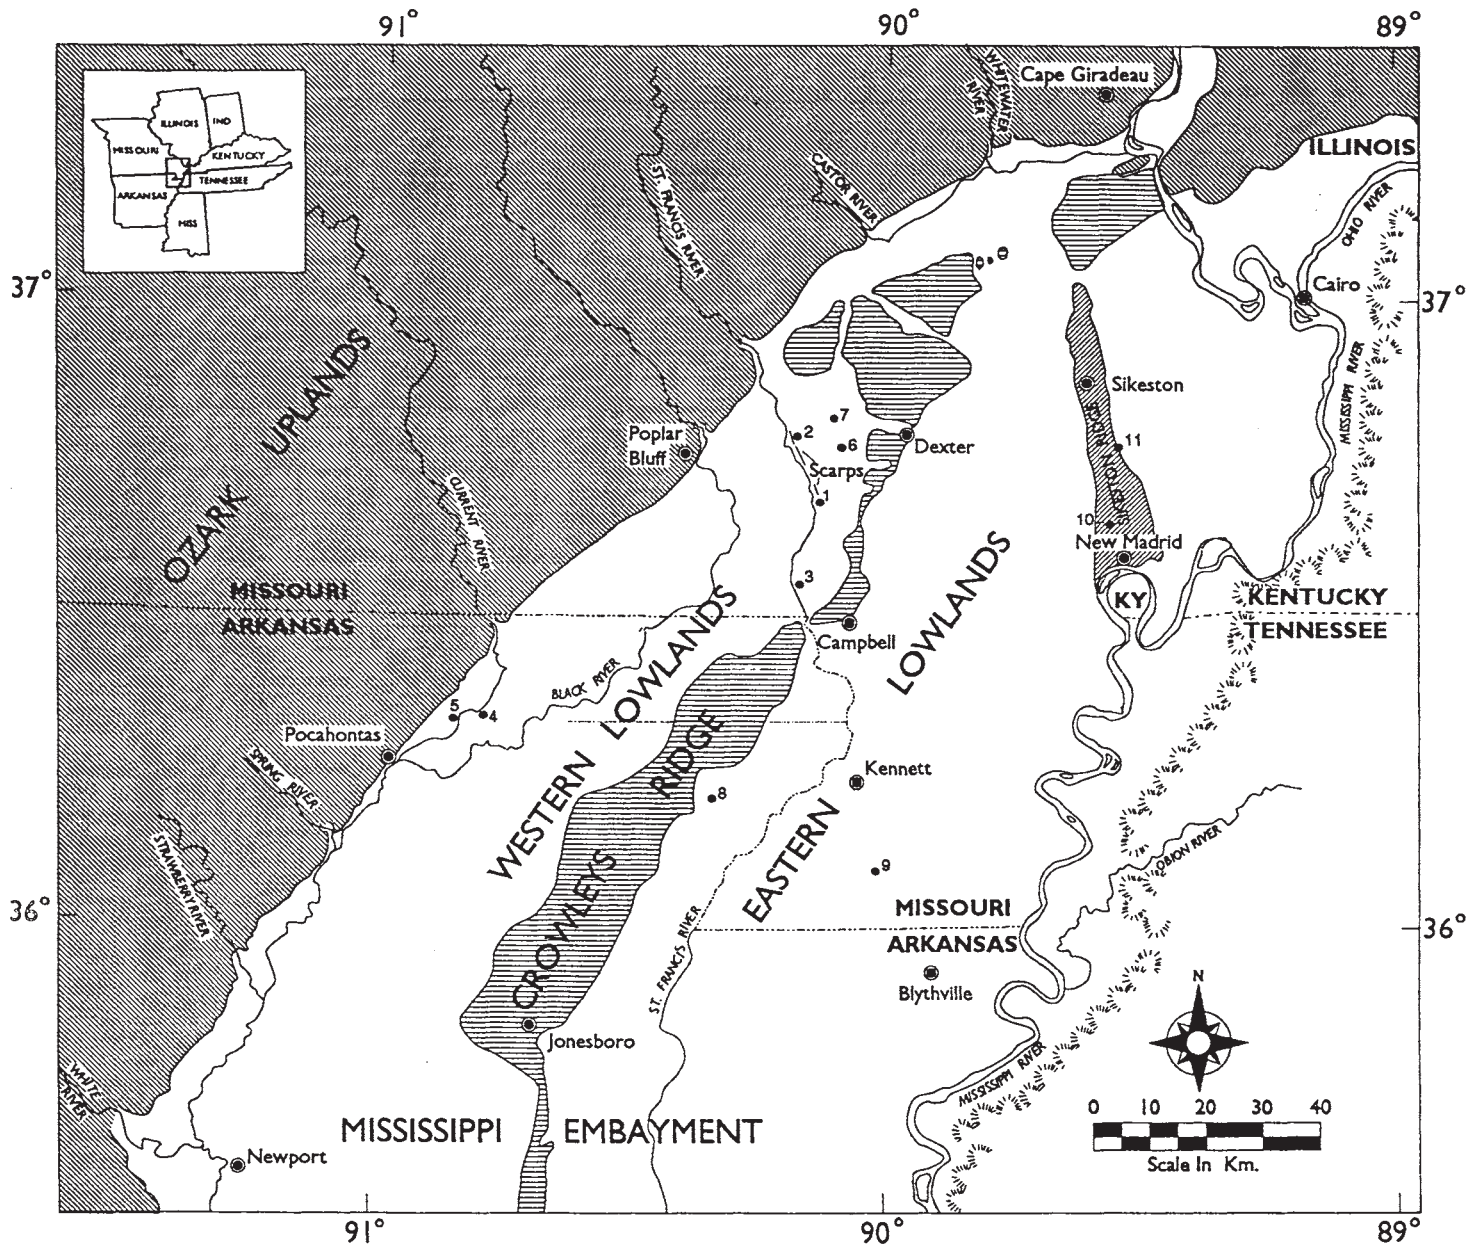 91°
90°
89°
ILLINOIS
IND
MISSOURI
KENTUCKY
TENNESSEE
ARKANSAS
MISS
WHITEWATER
RIVER
Cape Giradeau
ILLINOIS
CASTOR RIVER
ST. FRANCIS RIVER
OHIO RIVER
37°
37°
Cairo
OZARK UPLANDS
MISSISSIPPI RIVER
Sikeston
SIKESTON RIDGE
7
2
6
Poplar
Bluff
Dexter
11
Scarps
1
CURRENT RIVER
10
New Madrid
3
MISSOURI
ARKANSAS
KY
KENTUCKY
TENNESSEE
Campbell
WESTERN LOWLANDS
EASTERN LOWLANDS
BLACK RIVER
5
4
Pocahontas
SPRING RIVER
CROWLEYS RIDGE
Kennett
8
STRAWBERRY RIVER
OBION RIVER
9
36°
36°
MISSOURI
ARKANSAS
ST. FRANCIS RIVER
Blythville
N
Jonesboro
MISSISSIPPI RIVER
WHITE
RIVER
0 10 20 30 40
MISSISSIPPI EMBAYMENT
Scale In Km.
Newport
91°
90°
89°